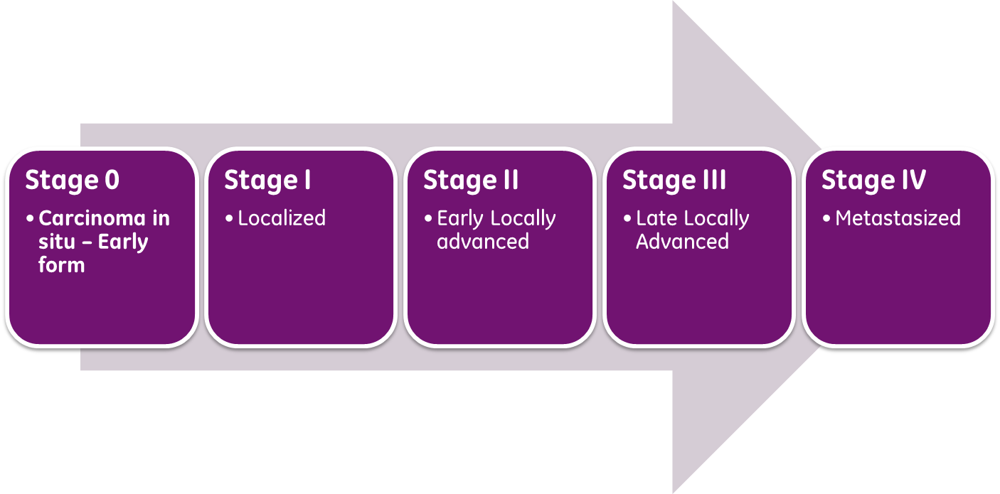 Stage 0
• Carcinoma in
situ – Early
form
Stage I
• Localized
Stage II
• Early Locally
advanced
Stage III
• Late Locally
Advanced
Stage IV
• Metastasized